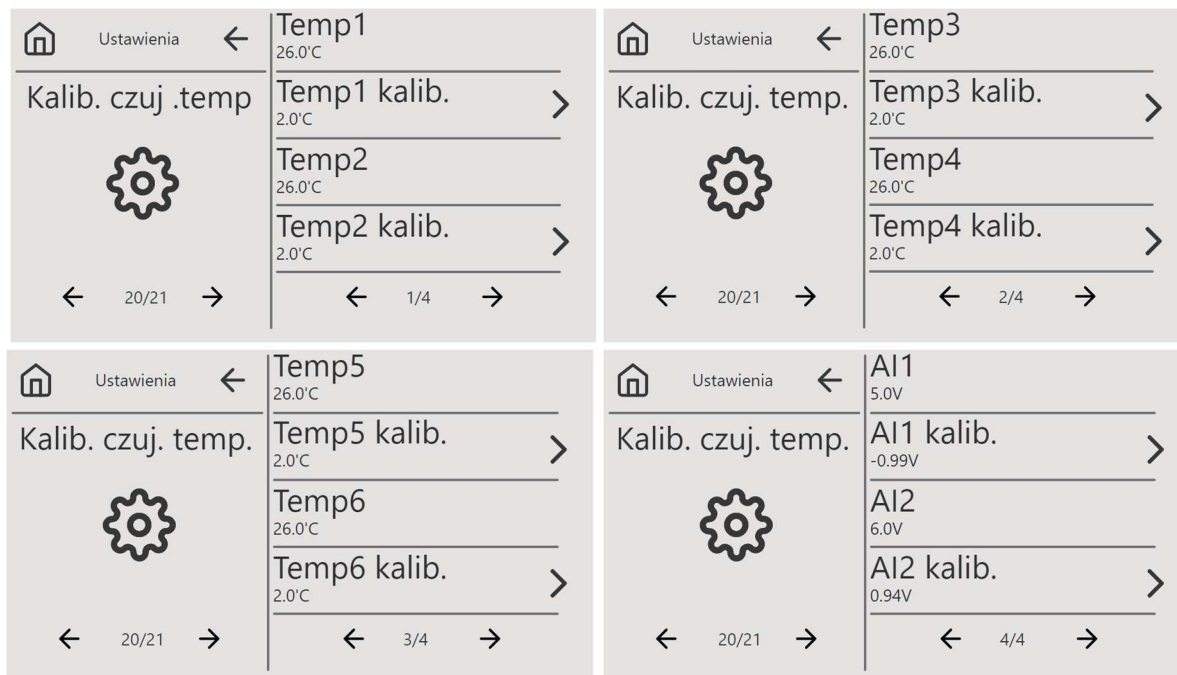 Ustawienia
Kalib. czuj .temp
20/21
Temp1
26.0'C
Temp1 kalib.
2.0'C
Temp2
26.0'C
Temp2 kalib.
2.0'C
1/4
Ustawienia
Kalib. czuj. temp.
20/21
Temp3
26.0'C
Temp3 kalib.
2.0'C
Temp4
26.0'C
Temp4 kalib.
2.0'C
2/4
Ustawienia
Kalib. czuj. temp.
20/21
Temp5
26.0'C
Temp5 kalib.
2.0'C
Temp6
26.0'C
Temp6 kalib.
2.0'C
3/4
Ustawienia
Kalib. czuj. temp.
20/21
AI1
5.0V
AI1 kalib.
-0.99V
AI2
6.0V
AI2 kalib.
0.94V
4/4